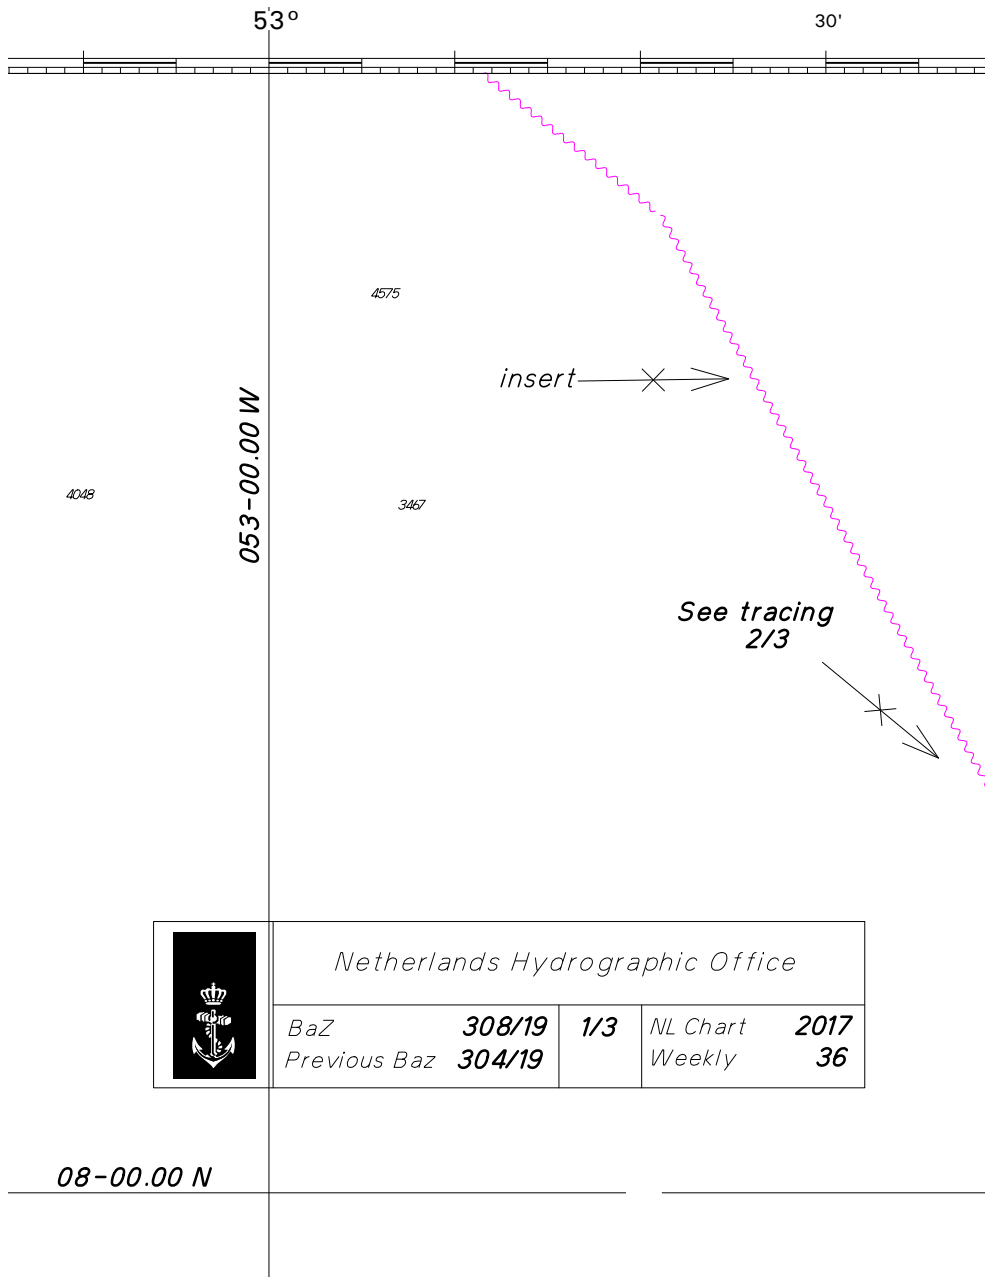 53° 30'
4575
insert
053-00.00 W
4048
3467
See tracing
2/3
Netherlands Hydrographic Office
BaZ 308/19 1/3 NL Chart 2017
Previous Baz 304/19 Weekly 36
08-00.00 N